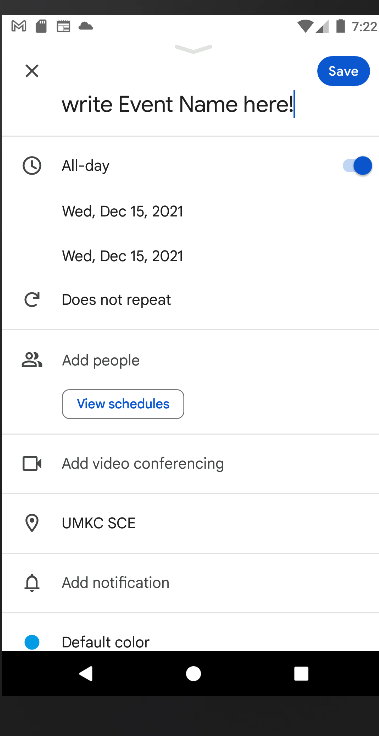 7:22
Save
write Event Name here!
All-day
Wed, Dec 15, 2021
Wed, Dec 15, 2021
Does not repeat
Add people
View schedules
Add video conferencing
UMKC SCE
Add notification
Default color